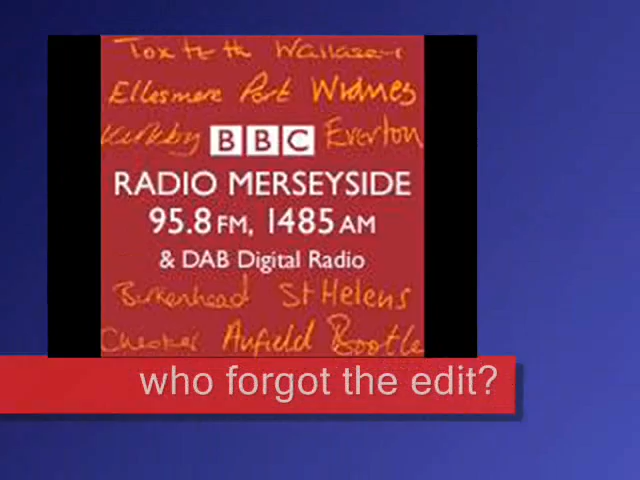 Toxteth Wallasey
Ellesmere Port Widnes
Kirkby BBC Everton
RADIO MERSEYSIDE
95.8 FM, 1485 AM
& DAB Digital Radio
Birkenhead St Helens
Chester Anfield Bootle
who forgot the edit?